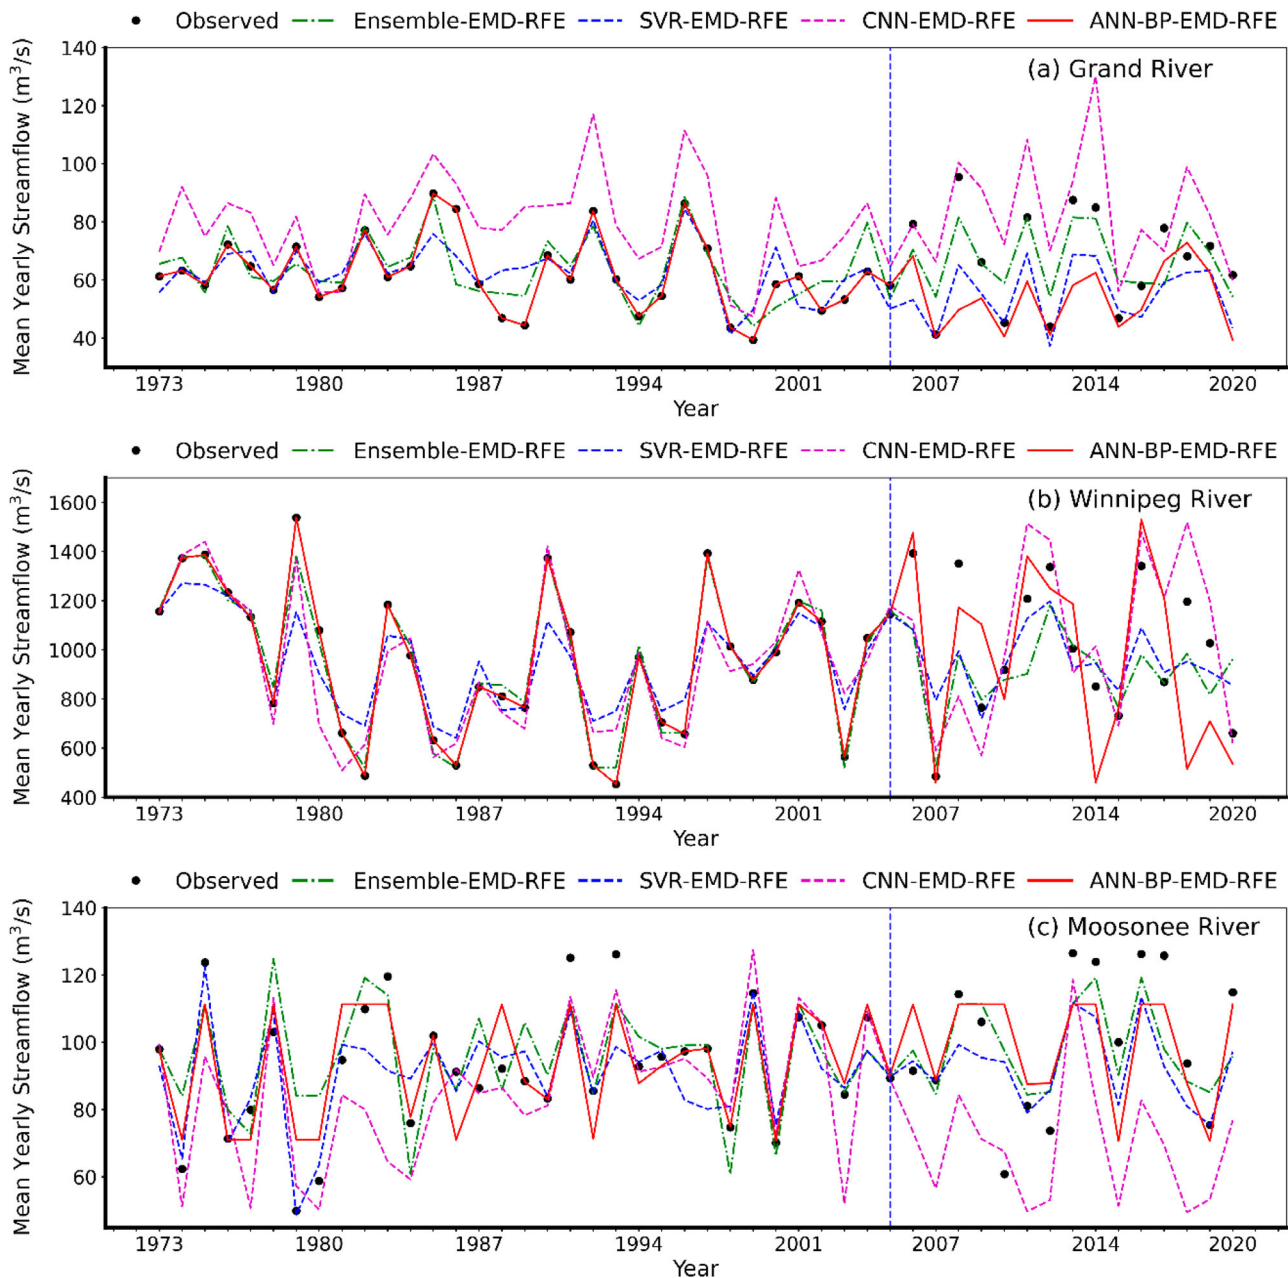 Observed Ensemble-EMD-RFE SVR-EMD-RFE CNN-EMD-RFE ANN-BP-EMD-RFE
(a) Grand River
Mean Yearly Streamflow (m³/s)
140
120
100
80
60
40
1973 1980 1987 1994 2001 2007 2014 2020
Year
Observed Ensemble-EMD-RFE SVR-EMD-RFE CNN-EMD-RFE ANN-BP-EMD-RFE
(b) Winnipeg River
Mean Yearly Streamflow (m³/s)
1600
1400
1200
1000
800
600
400
1973 1980 1987 1994 2001 2007 2014 2020
Year
Observed Ensemble-EMD-RFE SVR-EMD-RFE CNN-EMD-RFE ANN-BP-EMD-RFE
(c) Moosonee River
Mean Yearly Streamflow (m³/s)
140
120
100
80
60
1973 1980 1987 1994 2001 2007 2014 2020
Year